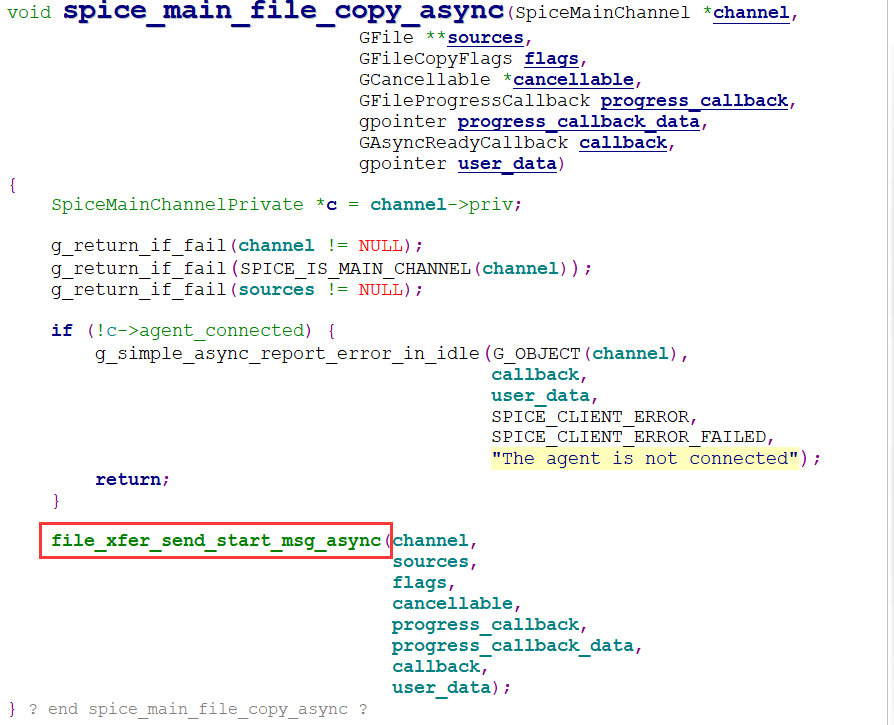 void spice_main_file_copy_async(SpiceMainChannel *channel,
GFile **sources,
GFileCopyFlags flags,
GCancellable *cancellable,
GFileProgressCallback progress_callback,
gpointer progress_callback_data,
GAsyncReadyCallback callback,
gpointer user_data)
{
SpiceMainChannelPrivate *c = channel->priv;
g_return_if_fail(channel != NULL);
g_return_if_fail(SPICE_IS_MAIN_CHANNEL(channel));
g_return_if_fail(sources != NULL);
if (!c->agent_connected) {
g_simple_async_report_error_in_idle(G_OBJECT(channel),
callback,
user_data,
SPICE_CLIENT_ERROR,
SPICE_CLIENT_ERROR_FAILED,
"The agent is not connected");
return;
}
file_xfer_send_start_msg_async(channel,
sources,
flags,
cancellable,
progress_callback,
progress_callback_data,
callback,
user_data);
} ? end spice_main_file_copy_async ?